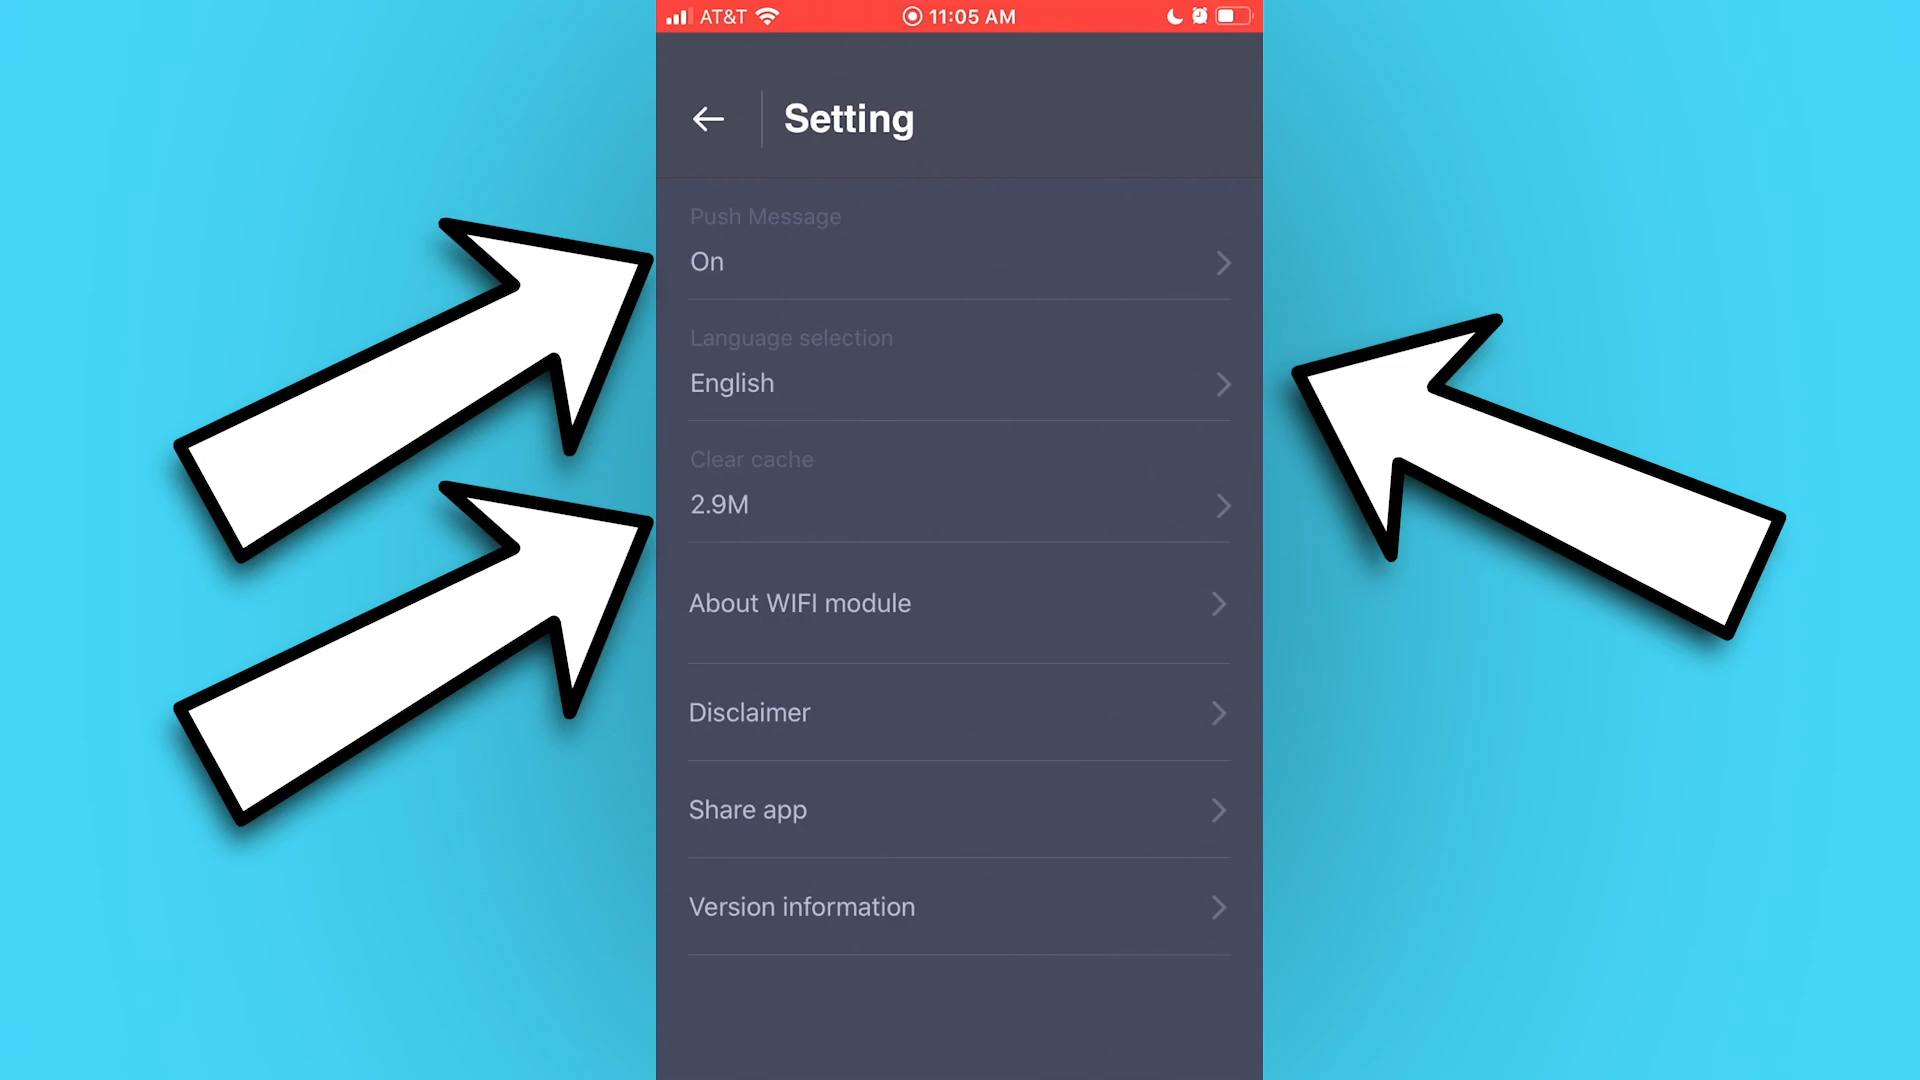 AT&T 11:05 AM
Setting
Push Message
On
Language selection
English
Clear cache
2.9M
About WIFI module
Disclaimer
Share app
Version information